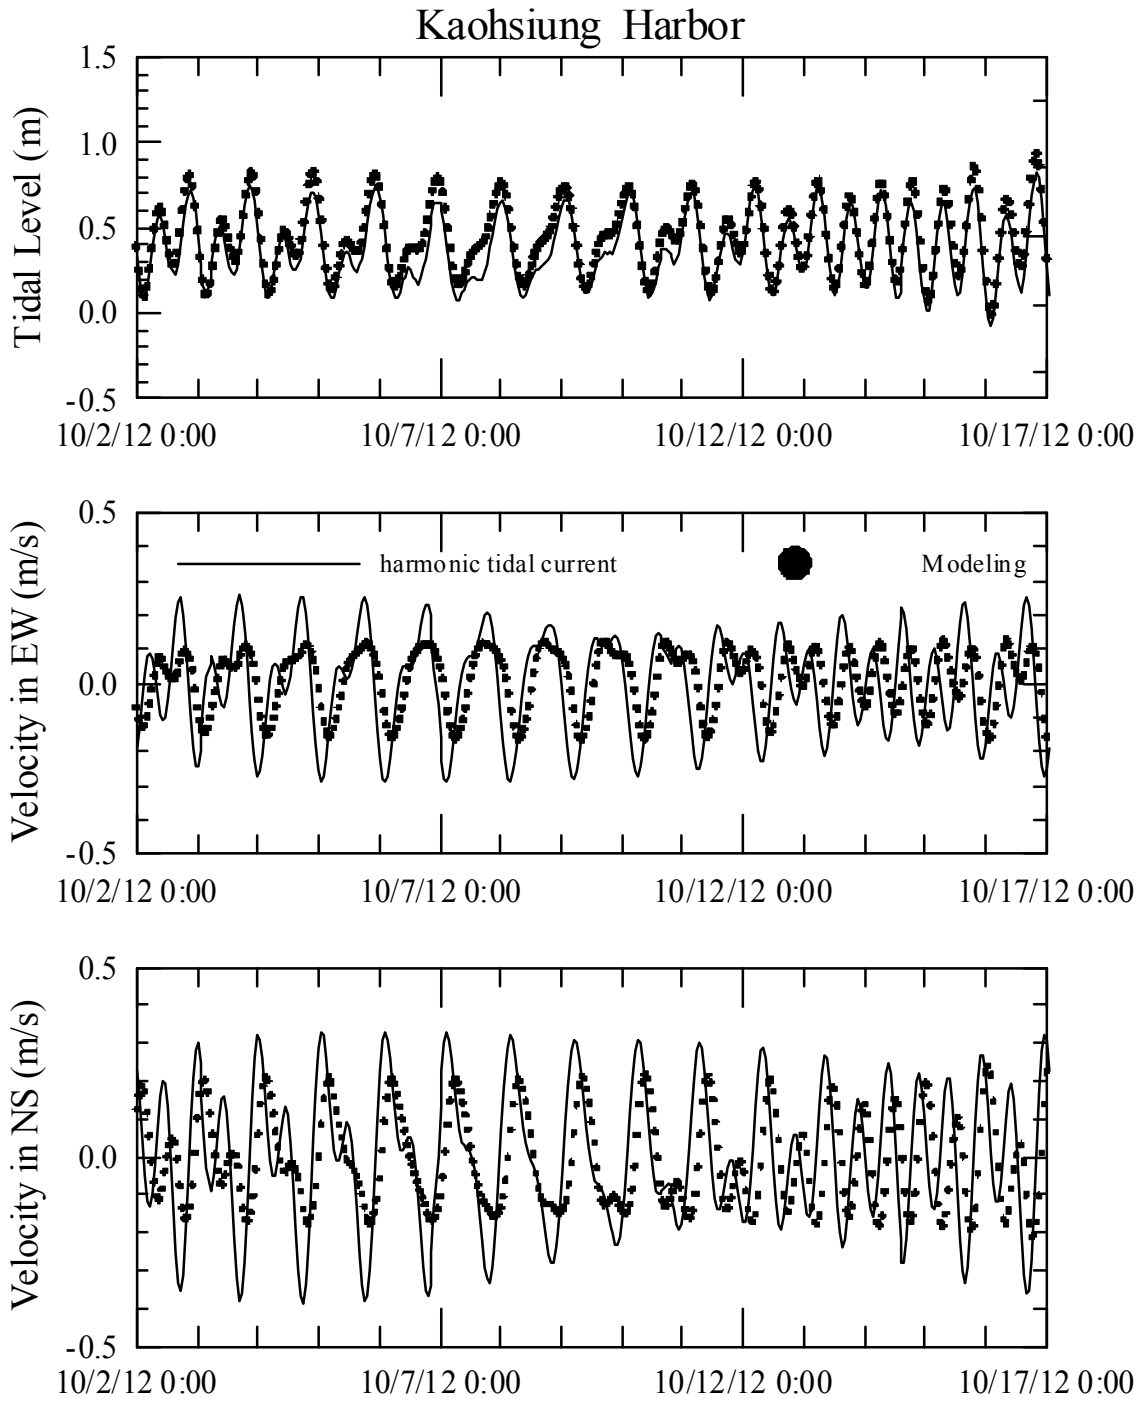 Kaohsiung Harbor
Tidal Level (m)
1.5
1.0
0.5
0.0
-0.5
10/2/12 0:00 10/7/12 0:00 10/12/12 0:00 10/17/12 0:00
Velocity in EW (m/s)
0.5
harmonic tidal current Modeling
0.0
-0.5
10/2/12 0:00 10/7/12 0:00 10/12/12 0:00 10/17/12 0:00
Velocity in NS (m/s)
0.5
0.0
-0.5
10/2/12 0:00 10/7/12 0:00 10/12/12 0:00 10/17/12 0:00